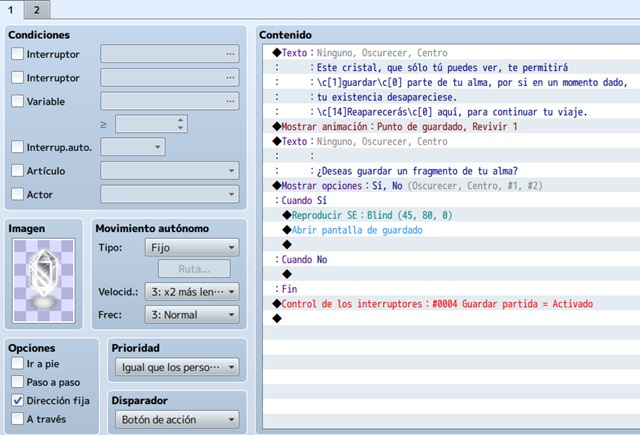 1 2
Condiciones
Interruptor ...
Interruptor ...
Variable ...
≥
Interrup.auto.
Artículo
Actor
Imagen
Movimiento autónomo
Tipo: Fijo
Ruta...
Velocid.: 3: x2 más len···
Frec: 3: Normal
Opciones
Ir a pie
Paso a paso
Dirección fija
A través
Prioridad
Igual que los perso···
Disparador
Botón de acción
Contenido
◆Texto：Ninguno, Oscurecer, Centro
：　　：Este cristal, que sólo tú puedes ver, te permitirá
：　　：\c[1]guardar\c[0] parte de tu alma, por si en un momento dado,
：　　：tu existencia desapareciese.
：　　：\c[14]Reaparecerás\c[0] aquí, para continuar tu viaje.
◆Mostrar animación：Punto de guardado, Revivir 1
◆Texto：Ninguno, Oscurecer, Centro
：　　：
：　　：¿Deseas guardar un fragmento de tu alma?
◆Mostrar opciones：Sí, No (Oscurecer, Centro, #1, #2)
：Cuando Sí
◆Reproducir SE：Blind (45, 80, 0)
◆Abrir pantalla de guardado
◆
：Cuando No
◆
：Fin
◆Control de los interruptores：#0004 Guardar partida = Activado
◆